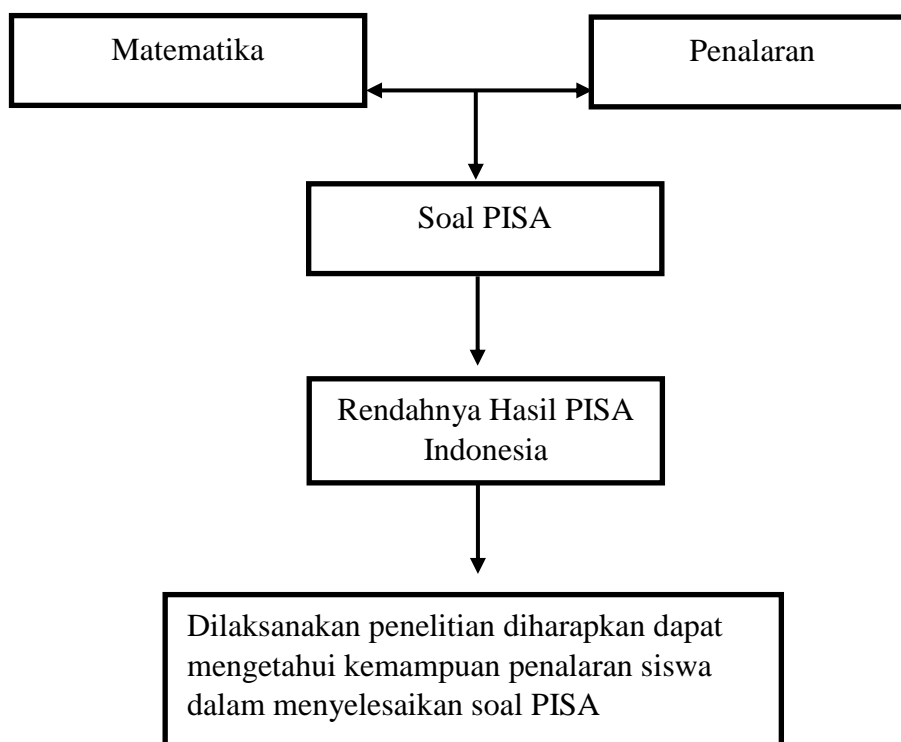 Matematika
Penalaran
Soal PISA
Rendahnya Hasil PISA
Indonesia
Dilaksanakan penelitian diharapkan dapat
mengetahui kemampuan penalaran siswa
dalam menyelesaikan soal PISA